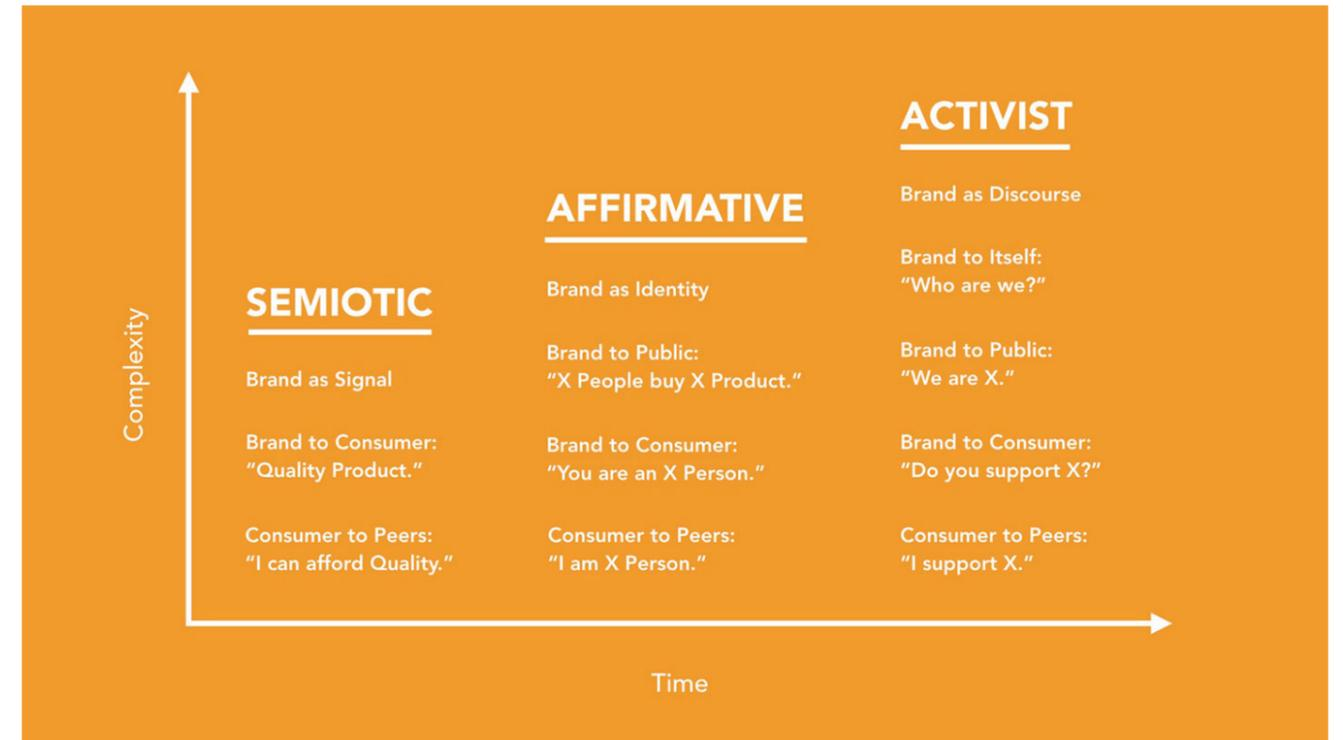 Complexity
SEMIOTIC
Brand as Signal
Brand to Consumer:
“Quality Product.”
Consumer to Peers:
“I can afford Quality.”
AFFIRMATIVE
Brand as Identity
Brand to Public:
“X People buy X Product.”
Brand to Consumer:
“You are an X Person.”
Consumer to Peers:
“I am X Person.”
ACTIVIST
Brand as Discourse
Brand to Itself:
“Who are we?”
Brand to Public:
“We are X.”
Brand to Consumer:
“Do you support X?”
Consumer to Peers:
“I support X.”
Time